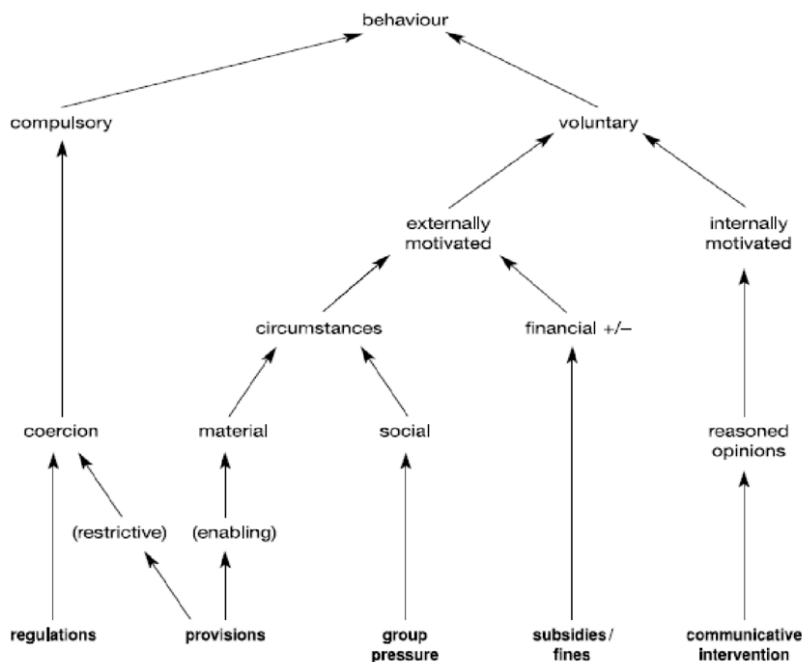 behaviour
compulsory
voluntary
externally
motivated
internally
motivated
circumstances
financial +/–
coercion
material
social
reasoned
opinions
(restrictive)
(enabling)
regulations
provisions
group
pressure
subsidies/
fines
communicative
intervention